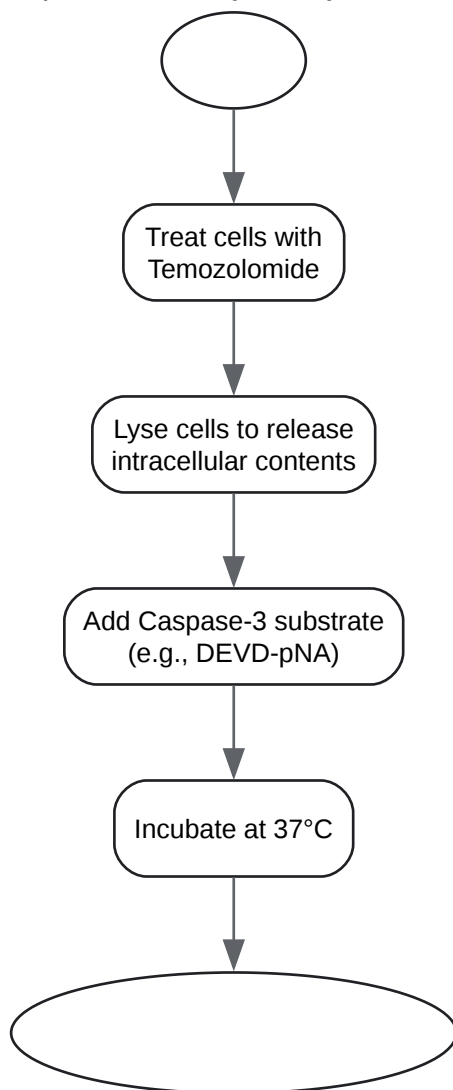 Treat cells with
Temozolomide
Lyse cells to release
intracellular contents
Add Caspase-3 substrate
(e.g., DEVD-pNA)
Incubate at 37°C